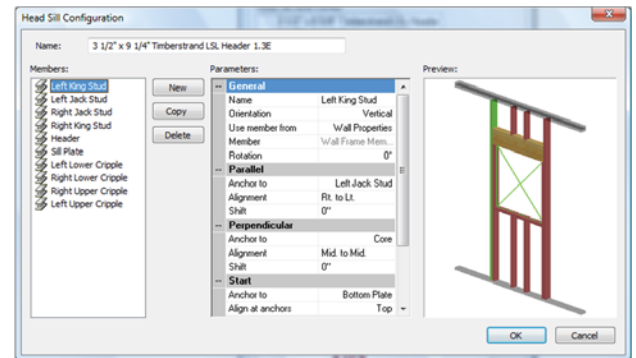 Head Sill Configuration
Name: 3 1/2" x 9 1/4" Timberstrand LSL Header 1.3E
Members:
Left King Stud
Left Jack Stud
Right Jack Stud
Right King Stud
Header
Sill Plate
Left Lower Cripple
Right Lower Cripple
Right Upper Cripple
Left Upper Cripple
New
Copy
Delete
Parameters:
General
Name Left King Stud
Orientation Vertical
Use member from Wall Properties
Member Wall Frame Mem...
Rotation 0°
Parallel
Anchor to Left Jack Stud
Alignment Rt. to Lt.
Shift 0"
Perpendicular
Anchor to Core
Alignment Mid. to Mid.
Shift 0"
Start
Anchor to Bottom Plate
Align at anchors Top
Preview:
OK Cancel